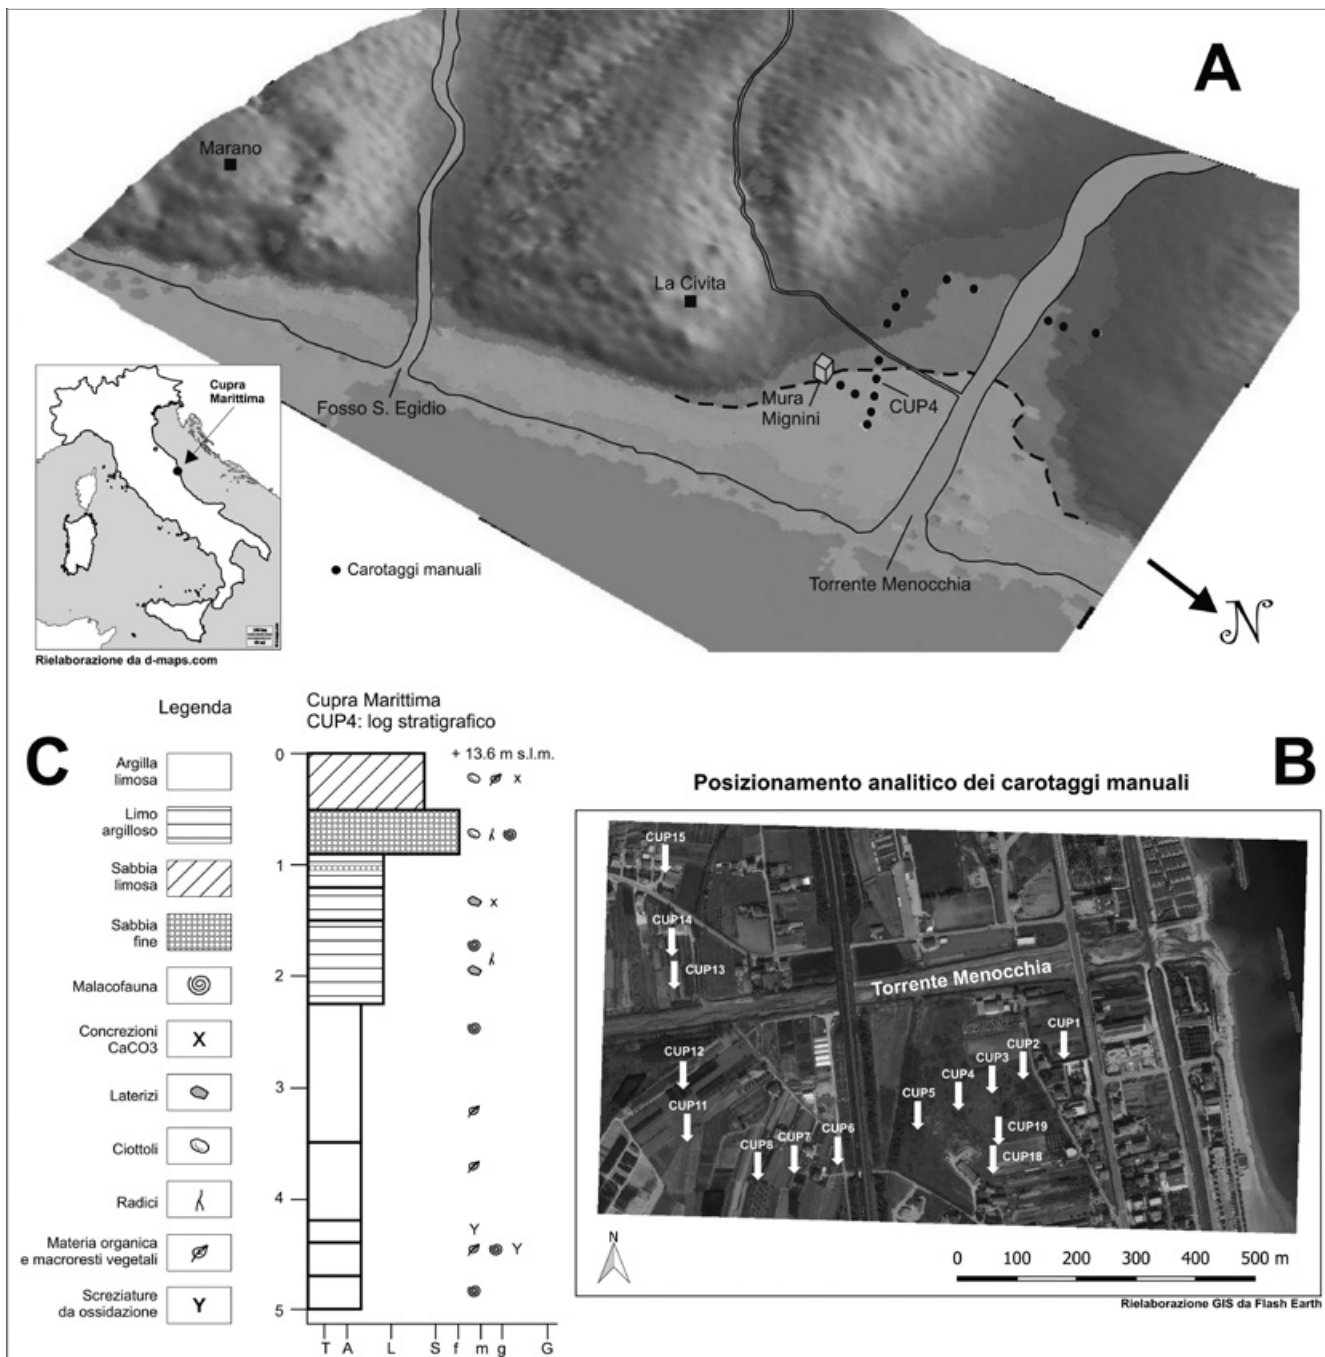 A
Marano
La Civita
Cupra
Marittima
Fosso S. Egidio
Mura
Mignini
CUP4
Carotaggi manuali
Torrente Menocchia
N
Rielaborazione da d-maps.com
C
Legenda
Argilla
limosa
Limo
argilloso
Sabbia
limosa
Sabbia
fine
Malacofauna
Concrezioni
CaCO3
X
Laterizi
Ciottoli
Radici
Materia organica
e macroresti vegetali
Screziature
da ossidazione
Y
Cupra Marittima
CUP4: log stratigrafico
+ 13.6 m s.l.m.
0
x
1
x
2
3
4
Y
Y
5
T A L S f m g G
B
Posizionamento analitico dei carotaggi manuali
CUP15
CUP14
CUP13
Torrente Menocchia
CUP12
CUP11
CUP8
CUP7
CUP6
CUP5
CUP4
CUP3
CUP2
CUP1
CUP19
CUP18
N
0 100 200 300 400 500 m
Rielaborazione GIS da Flash Earth